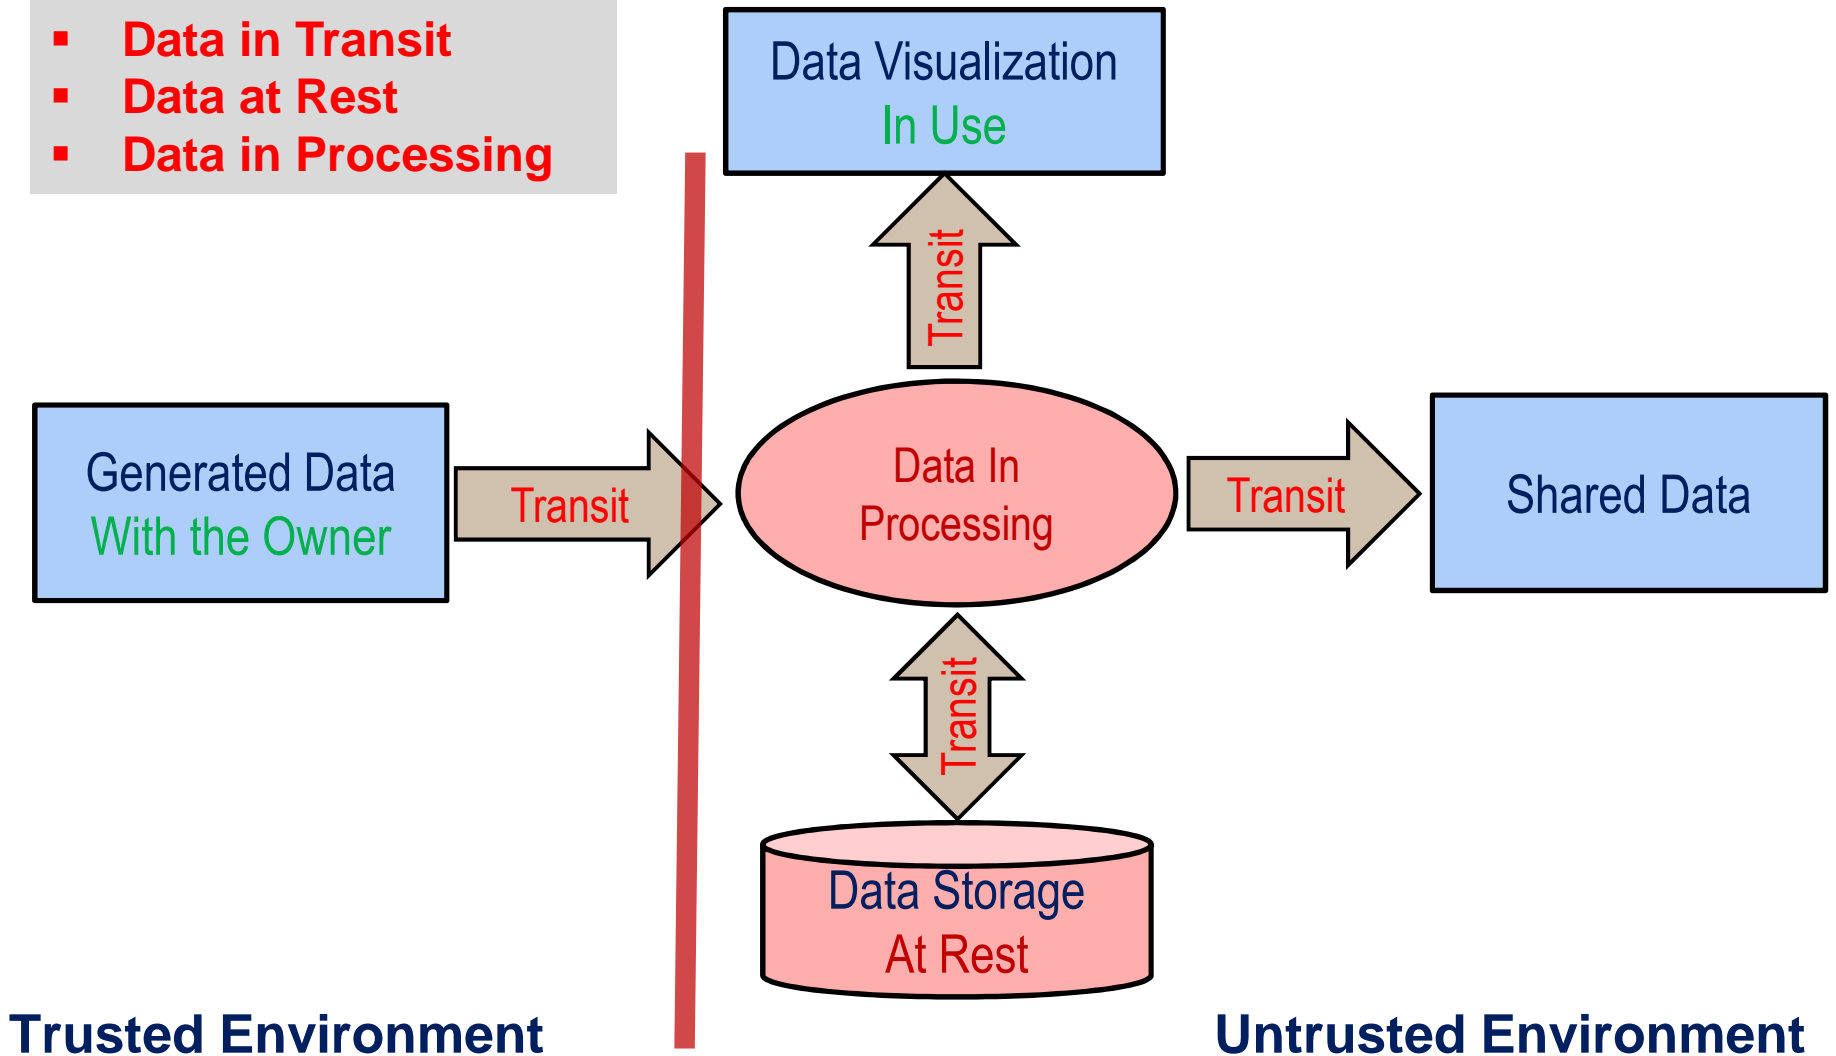 ▪ Data in Transit
▪ Data at Rest
▪ Data in Processing
Data Visualization
In Use
Transit
Generated Data
With the Owner
Transit
Data In
Processing
Transit
Shared Data
Transit
Data Storage
At Rest
Trusted Environment
Untrusted Environment